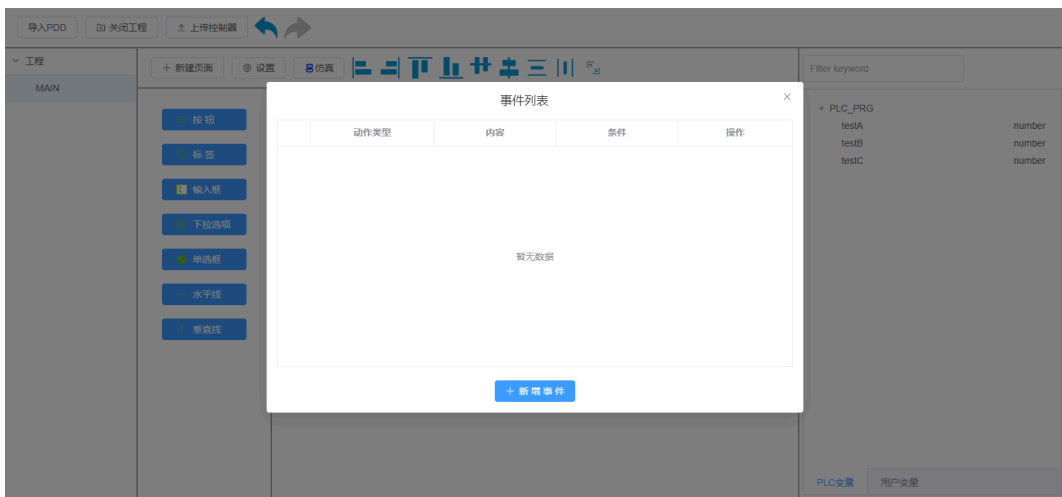 导入PDD 关闭工程 上传控制器
工程
MAIN
新建页面 设置 仿真
Filter keyword
事件列表
动作类型 内容 条件 操作
暂无数据
新增事件
按钮
标签
输入框
下拉选项
单选框
水平线
垂直线
PLC_PRG
testA number
testB number
testC number
PLC变量 用户变量